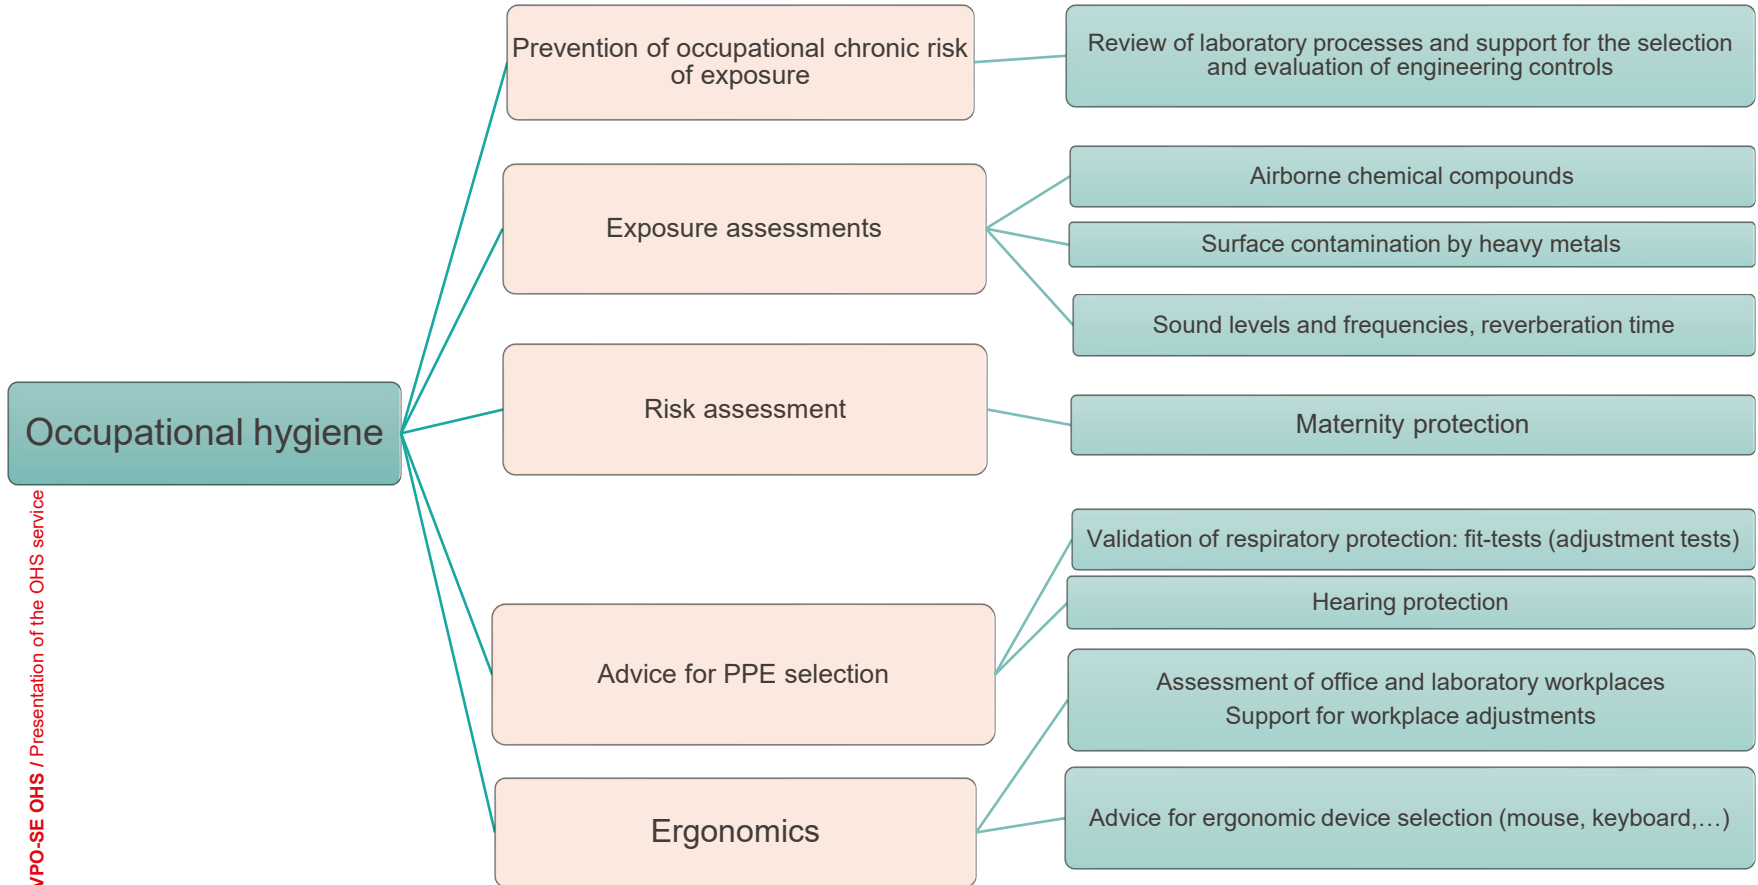 Occupational hygiene
Prevention of occupational chronic risk
of exposure
Review of laboratory processes and support for the selection
and evaluation of engineering controls
Exposure assessments
Airborne chemical compounds
Surface contamination by heavy metals
Sound levels and frequencies, reverberation time
Risk assessment
Maternity protection
Advice for PPE selection
Validation of respiratory protection: fit-tests (adjustment tests)
Hearing protection
Ergonomics
Assessment of office and laboratory workplaces
Support for workplace adjustments
Advice for ergonomic device selection (mouse, keyboard,…)
VPO-SE OHS / Presentation of the OHS service